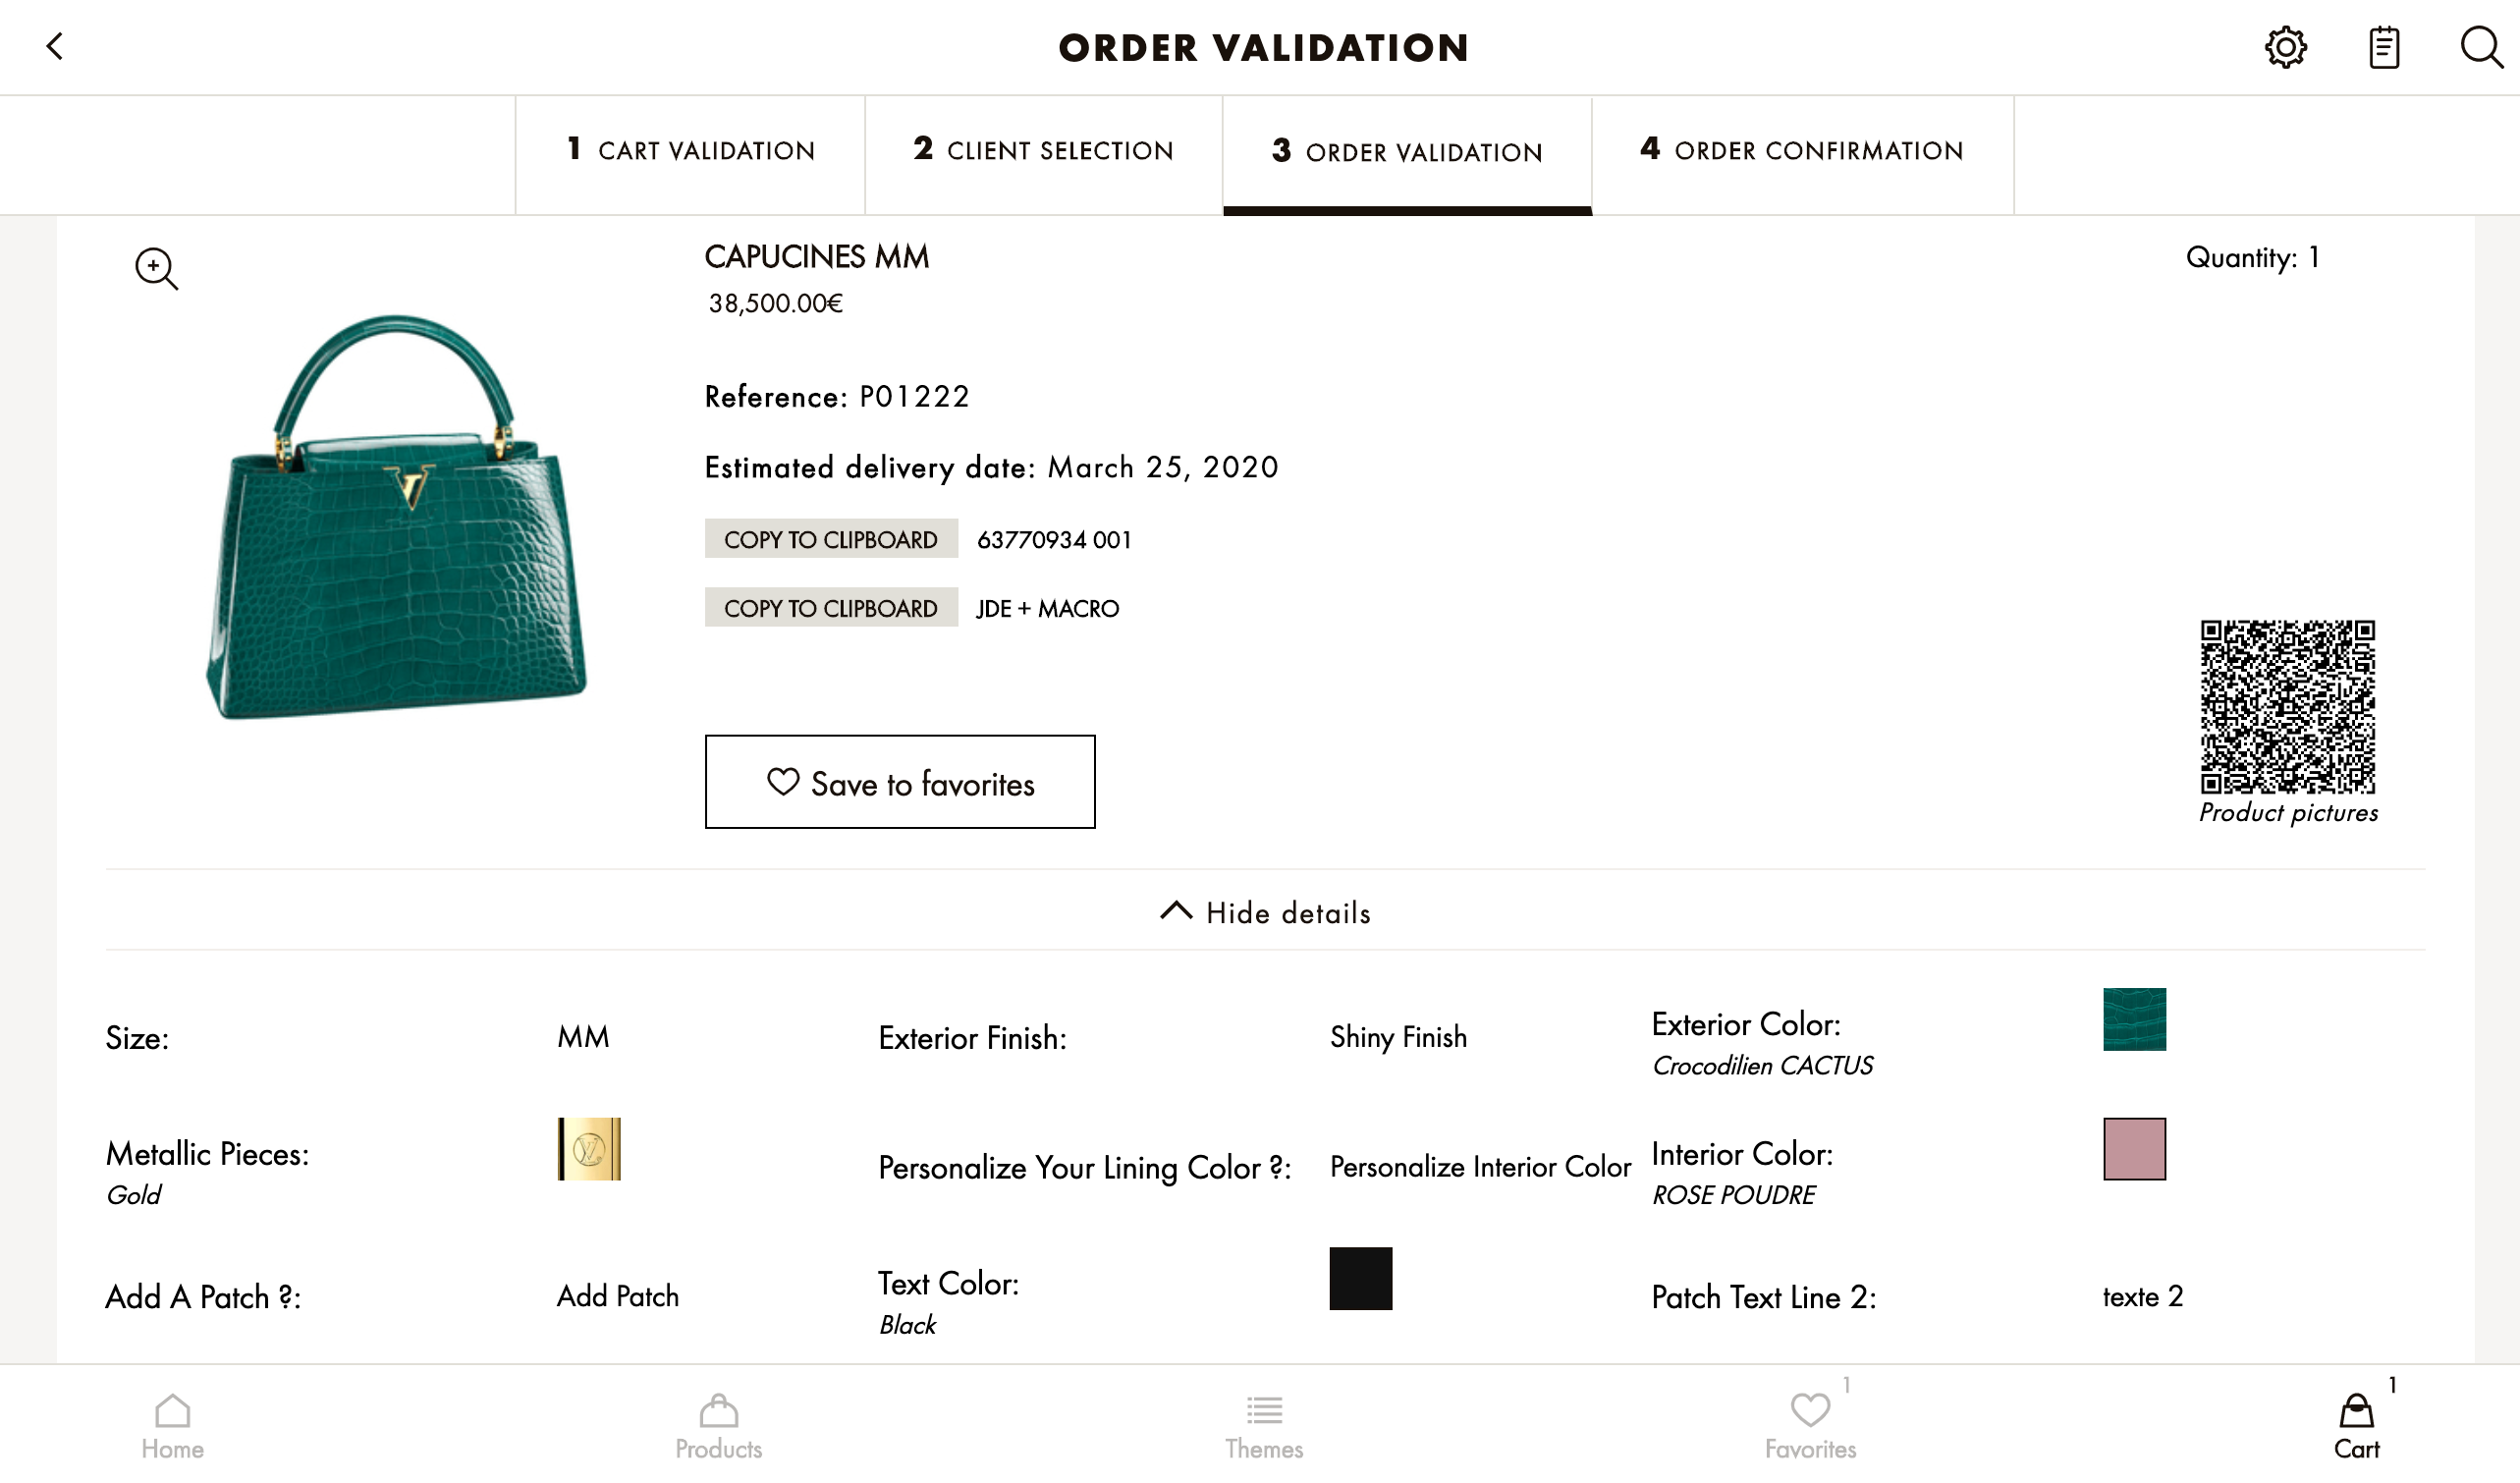 ORDER VALIDATION
1 CART VALIDATION
2 CLIENT SELECTION
3 ORDER VALIDATION
4 ORDER CONFIRMATION
CAPUCINES MM
Quantity: 1
38,500.00€
Reference: P01222
Estimated delivery date: March 25, 2020
COPY TO CLIPBOARD 63770934 001
COPY TO CLIPBOARD JDE + MACRO
Save to favorites
Product pictures
Hide details
Size: MM
Exterior Finish: Shiny Finish
Exterior Color:
Crocodilien CACTUS
Metallic Pieces:
Gold
Personalize Your Lining Color ?: Personalize Interior Color
Interior Color:
ROSE POUDRE
Add A Patch ?: Add Patch
Text Color:
Black
Patch Text Line 2: texte 2
Home
Products
Themes
1
Favorites
1
Cart